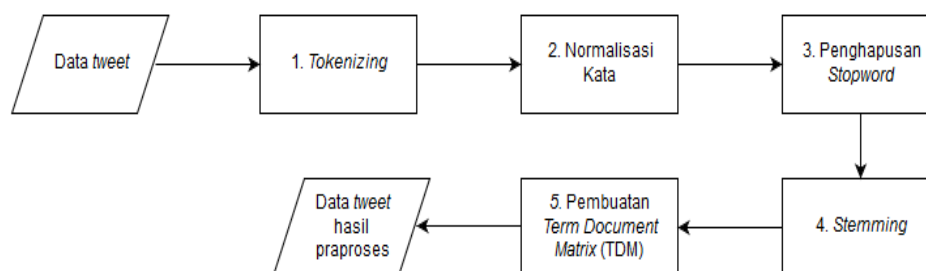 Data tweet
1. Tokenizing
2. Normalisasi
Kata
3. Penghapusan
Stopword
4. Stemming
5. Pembuatan
Term Document
Matrix (TDM)
Data tweet
hasil
praproses